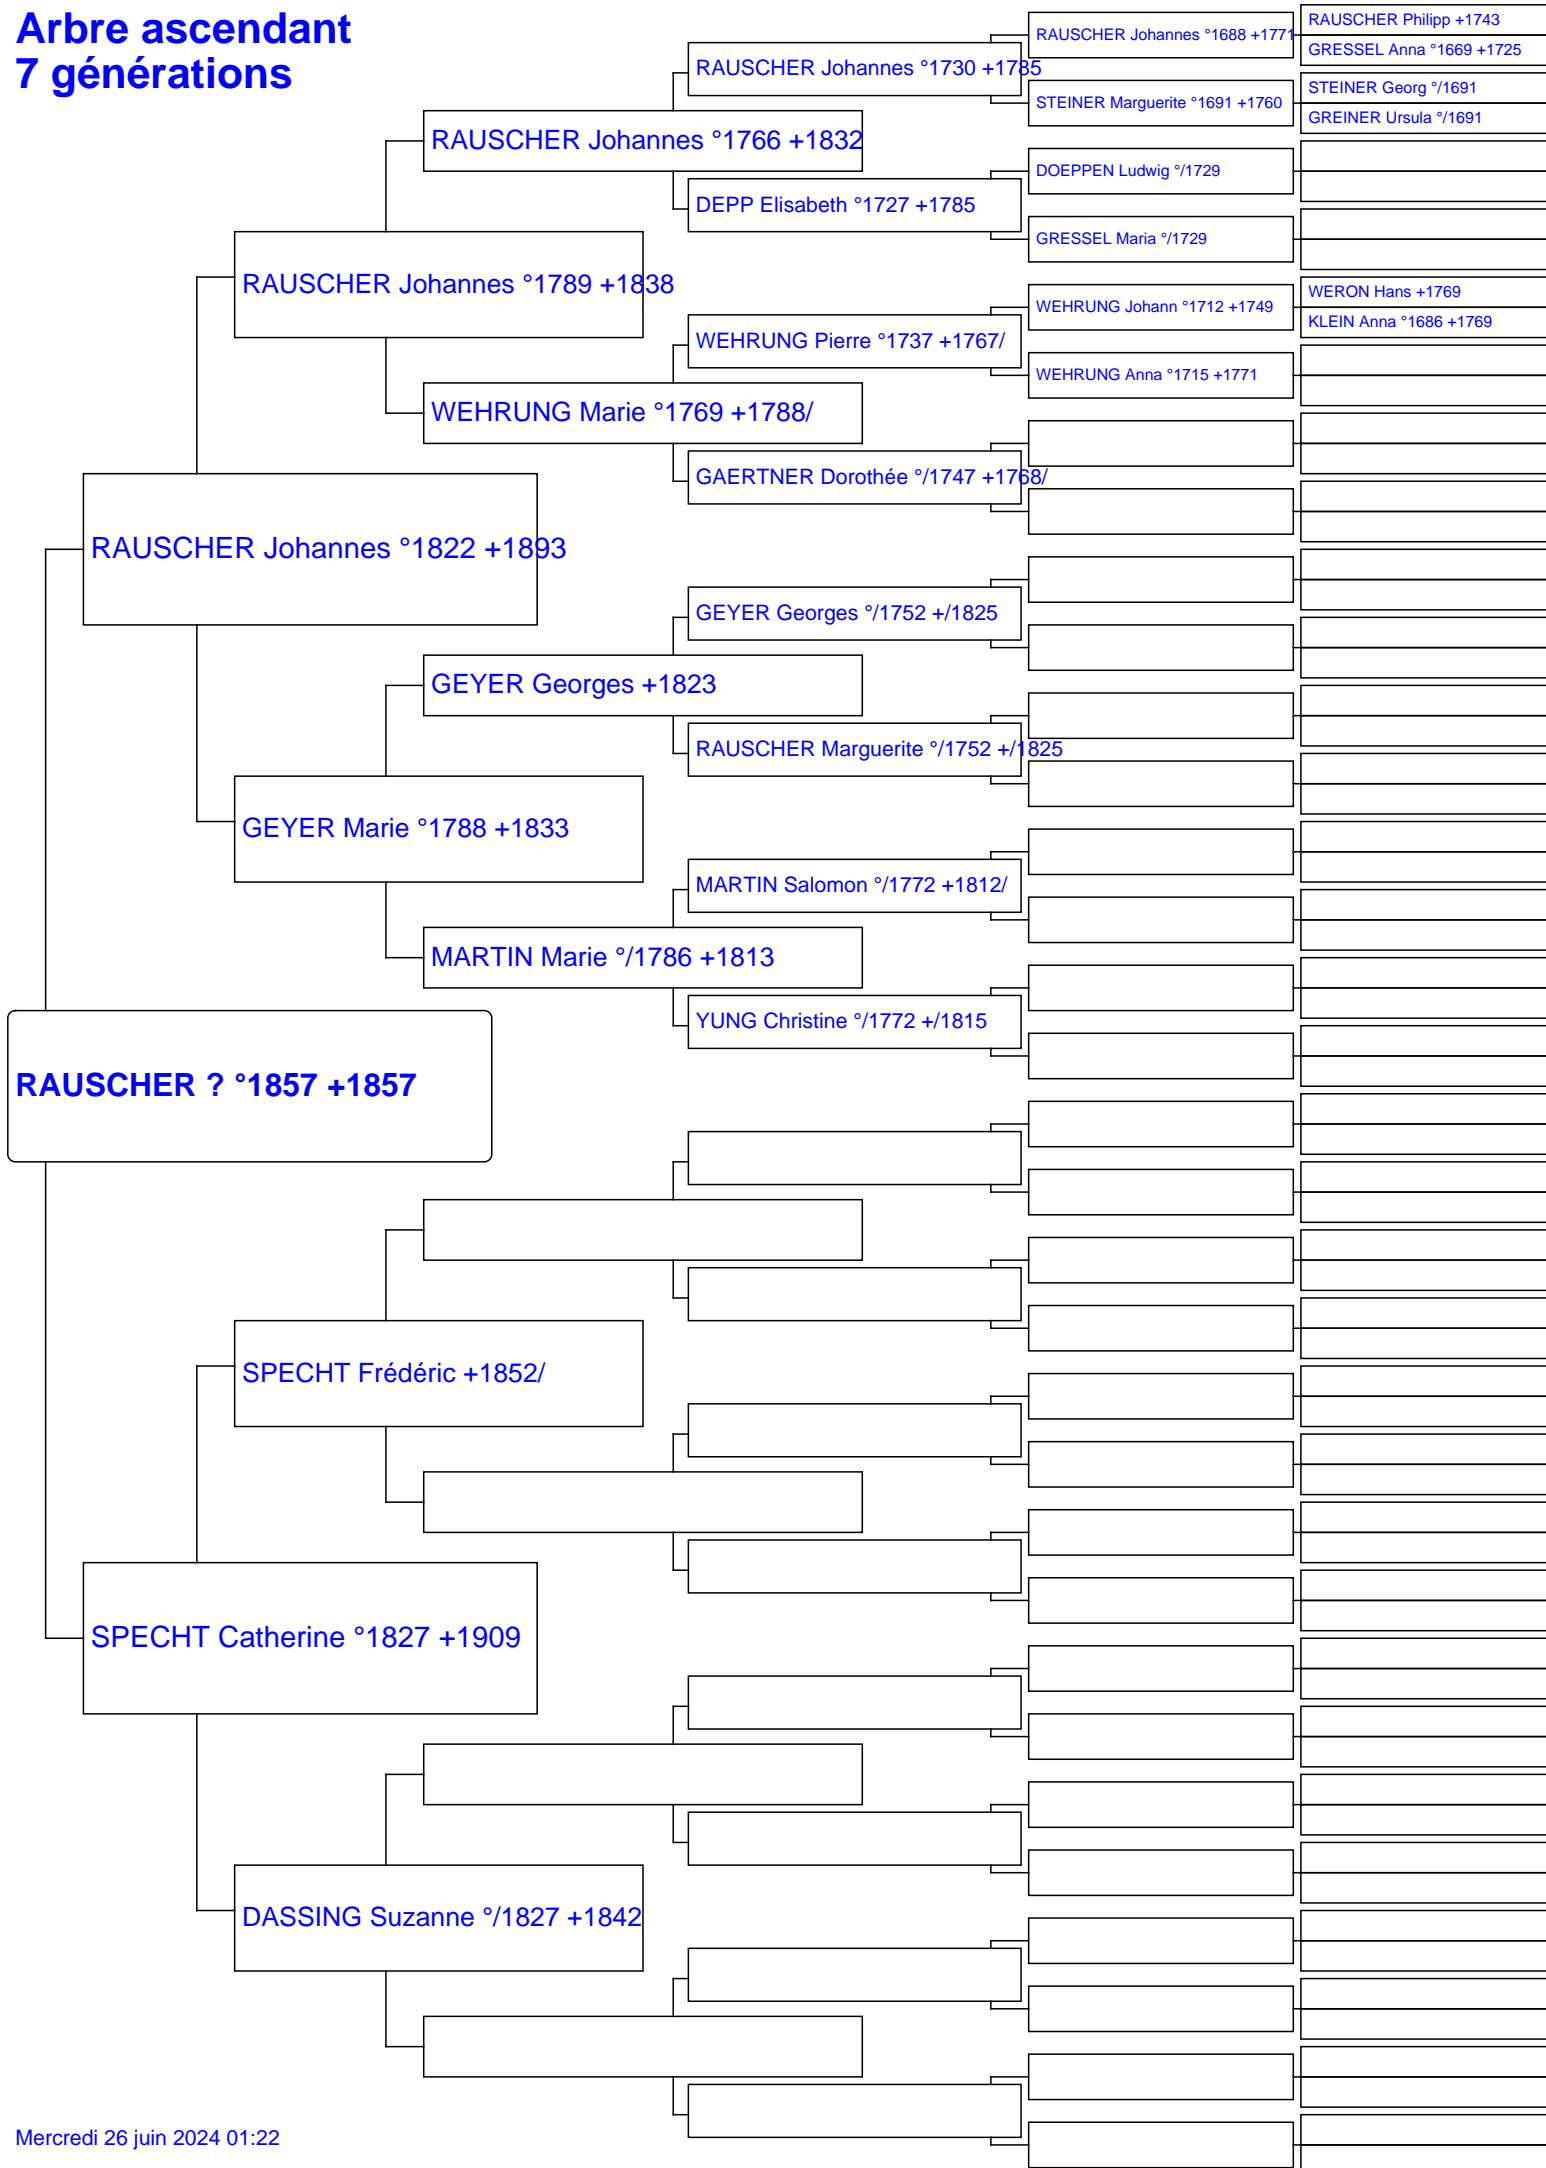 Arbre ascendant
7 générations
RAUSCHER Johannes °1688 +1771
RAUSCHER Philipp +1743
GRESSEL Anna °1669 +1725
RAUSCHER Johannes °1730 +1785
STEINER Marguerite °1691 +1760
STEINER Georg °/1691
GREINER Ursula °/1691
RAUSCHER Johannes °1766 +1832
DOEPPEN Ludwig °/1729
DEPP Elisabeth °1727 +1785
GRESSEL Maria °/1729
RAUSCHER Johannes °1789 +1838
WEHRUNG Johann °1712 +1749
WERON Hans +1769
KLEIN Anna °1686 +1769
WEHRUNG Pierre °1737 +1767/
WEHRUNG Anna °1715 +1771
WEHRUNG Marie °1769 +1788/
GAERTNER Dorothée °/1747 +1768/
RAUSCHER Johannes °1822 +1893
GEYER Georges °/1752 +/1825
GEYER Georges +1823
RAUSCHER Marguerite °/1752 +/1825
GEYER Marie °1788 +1833
MARTIN Salomon °/1772 +1812/
MARTIN Marie °/1786 +1813
YUNG Christine °/1772 +/1815
RAUSCHER ? °1857 +1857
SPECHT Frédéric +1852/
SPECHT Catherine °1827 +1909
DASSING Suzanne °/1827 +1842
Mercredi 26 juin 2024 01:22